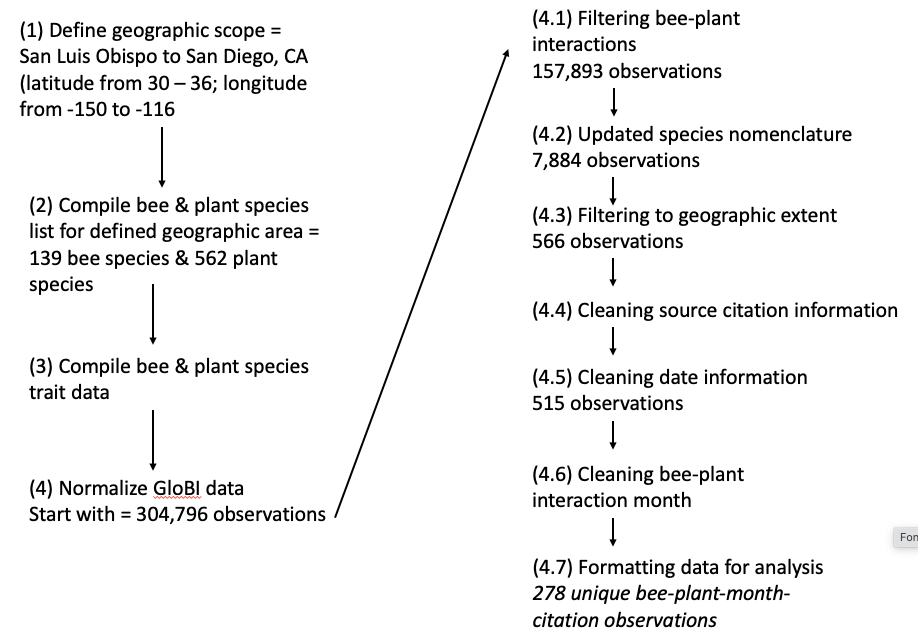 (1) Define geographic scope =
San Luis Obispo to San Diego, CA
(latitude from 30 – 36; longitude
from -150 to -116
(2) Compile bee & plant species
list for defined geographic area =
139 bee species & 562 plant
species
(3) Compile bee & plant species
trait data
(4) Normalize GloBI data
Start with = 304,796 observations
(4.1) Filtering bee-plant
interactions
157,893 observations
(4.2) Updated species nomenclature
7,884 observations
(4.3) Filtering to geographic extent
566 observations
(4.4) Cleaning source citation information
(4.5) Cleaning date information
515 observations
(4.6) Cleaning bee-plant
interaction month
(4.7) Formatting data for analysis
278 unique bee-plant-month-
citation observations